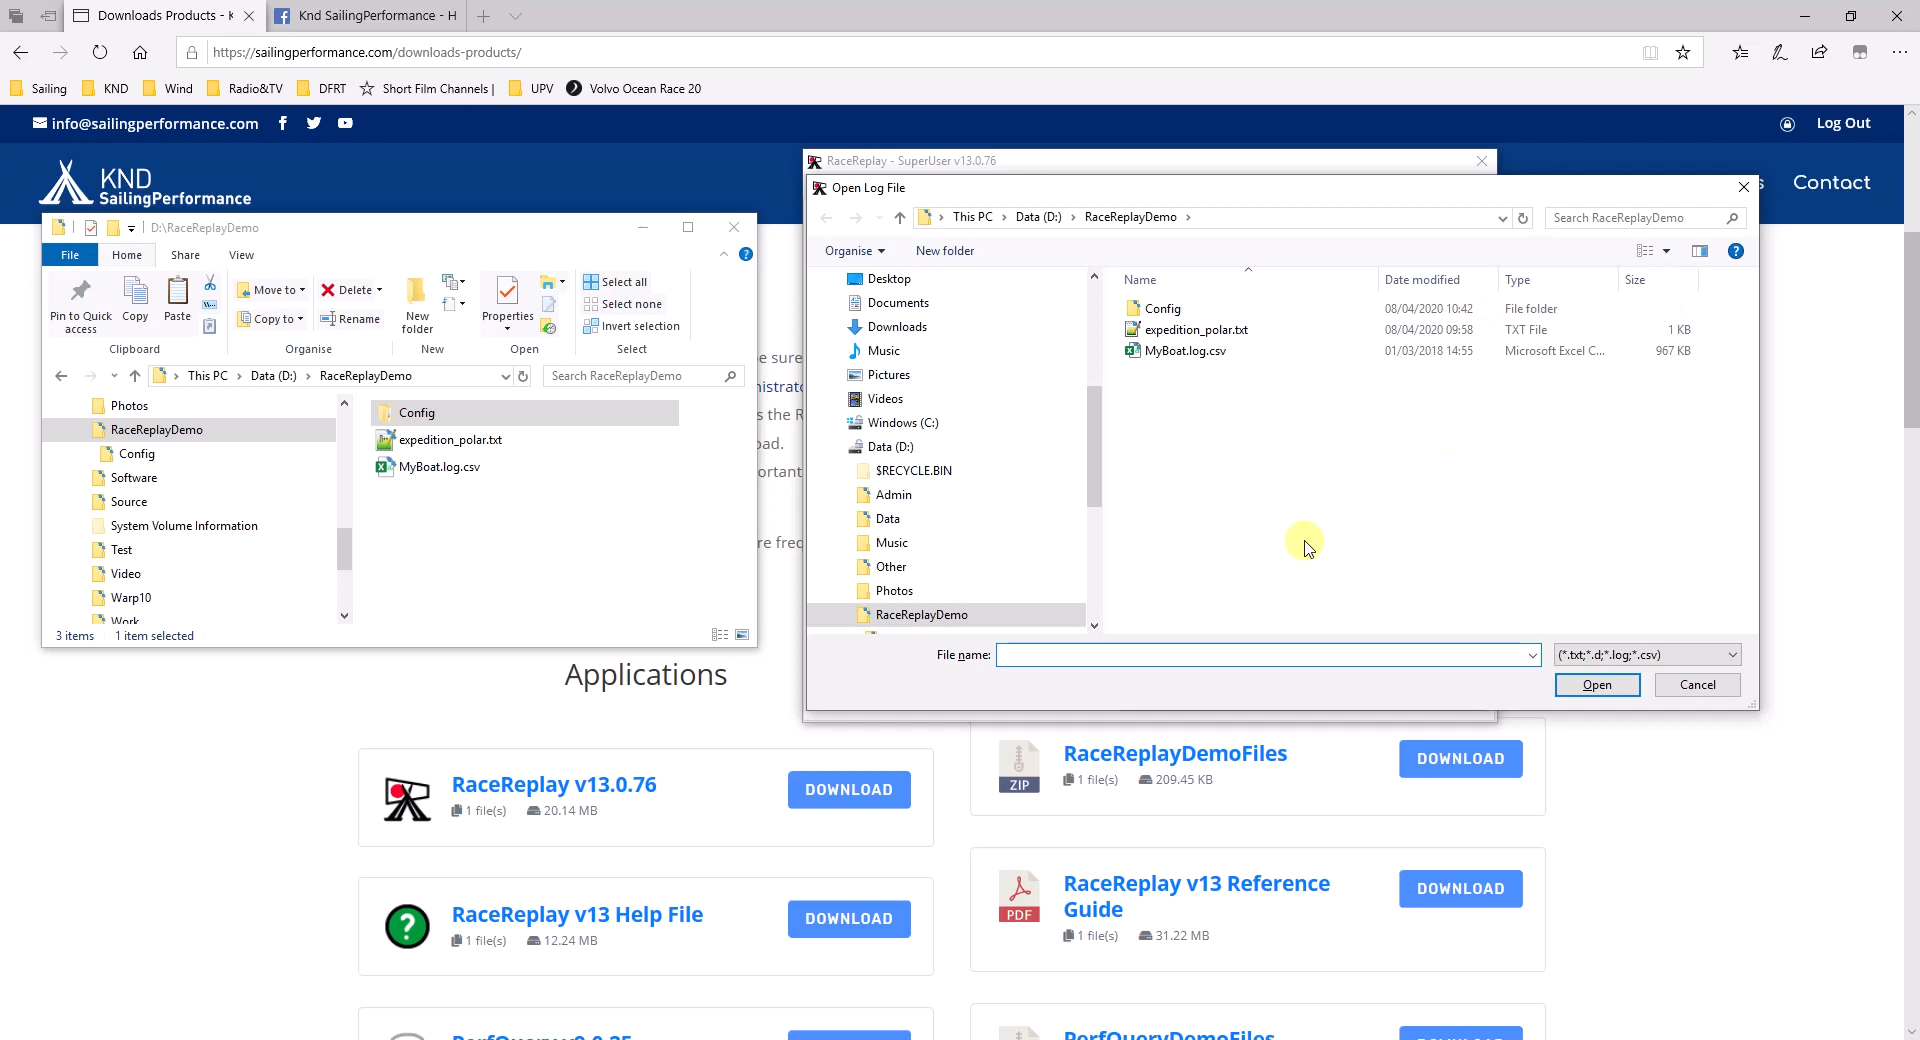 Downloads Products - K
Knd SailingPerformance - H
https://sailingperformance.com/downloads-products/
Sailing
KND
Wind
Radio&TV
DFRT
Short Film Channels |
UPV
Volvo Ocean Race 20
info@sailingperformance.com
Log Out
KND
SailingPerformance
s
Contact
D:\RaceReplayDemo
File
Home
Share
View
Pin to Quick
access
Copy
Paste
Clipboard
Move to
Copy to
Delete
Rename
Organise
New
folder
New
Properties
Open
Select all
Select none
Invert selection
Select
This PC
Data (D:)
RaceReplayDemo
Search RaceReplayDemo
Photos
RaceReplayDemo
Config
Software
Source
System Volume Information
Test
Video
Warp10
Work
Config
expedition_polar.txt
MyBoat.log.csv
3 items
1 item selected
RaceReplay - SuperUser v13.0.76
Open Log File
This PC
Data (D:)
RaceReplayDemo
Search RaceReplayDemo
Organise
New folder
Desktop
Documents
Downloads
Music
Pictures
Videos
Windows (C:)
Data (D:)
$RECYCLE.BIN
Admin
Data
Music
Other
Photos
RaceReplayDemo
Name
Date modified
Type
Size
Config
08/04/2020 10:42
File folder
expedition_polar.txt
08/04/2020 09:58
TXT File
1 KB
MyBoat.log.csv
01/03/2018 14:55
Microsoft Excel C...
967 KB
File name:
(*.txt;*.d;*.log;*.csv)
Open
Cancel
e sure
istrato
s the R
oad.
ortant
re freq
Applications
RaceReplay v13.0.76
1 file(s)
20.14 MB
DOWNLOAD
RaceReplayDemoFiles
1 file(s)
209.45 KB
DOWNLOAD
ZIP
RaceReplay v13 Help File
1 file(s)
12.24 MB
DOWNLOAD
RaceReplay v13 Reference
Guide
1 file(s)
31.22 MB
DOWNLOAD
PDF
PerfQueryDemoFiles